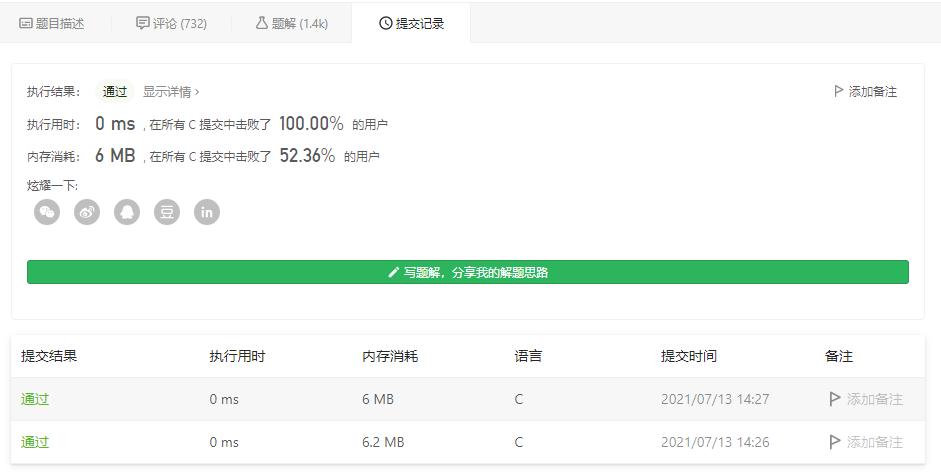 题目描述 评论 (732) 题解 (1.4k) 提交记录
执行结果： 通过 显示详情 › 添加备注
执行用时： 0 ms , 在所有 C 提交中击败了 100.00% 的用户
内存消耗： 6 MB , 在所有 C 提交中击败了 52.36% 的用户
炫耀一下:
豆 in
写题解，分享我的解题思路
提交结果 执行用时 内存消耗 语言 提交时间 备注
通过 0 ms 6 MB C 2021/07/13 14:27 添加备注
通过 0 ms 6.2 MB C 2021/07/13 14:26 添加备注